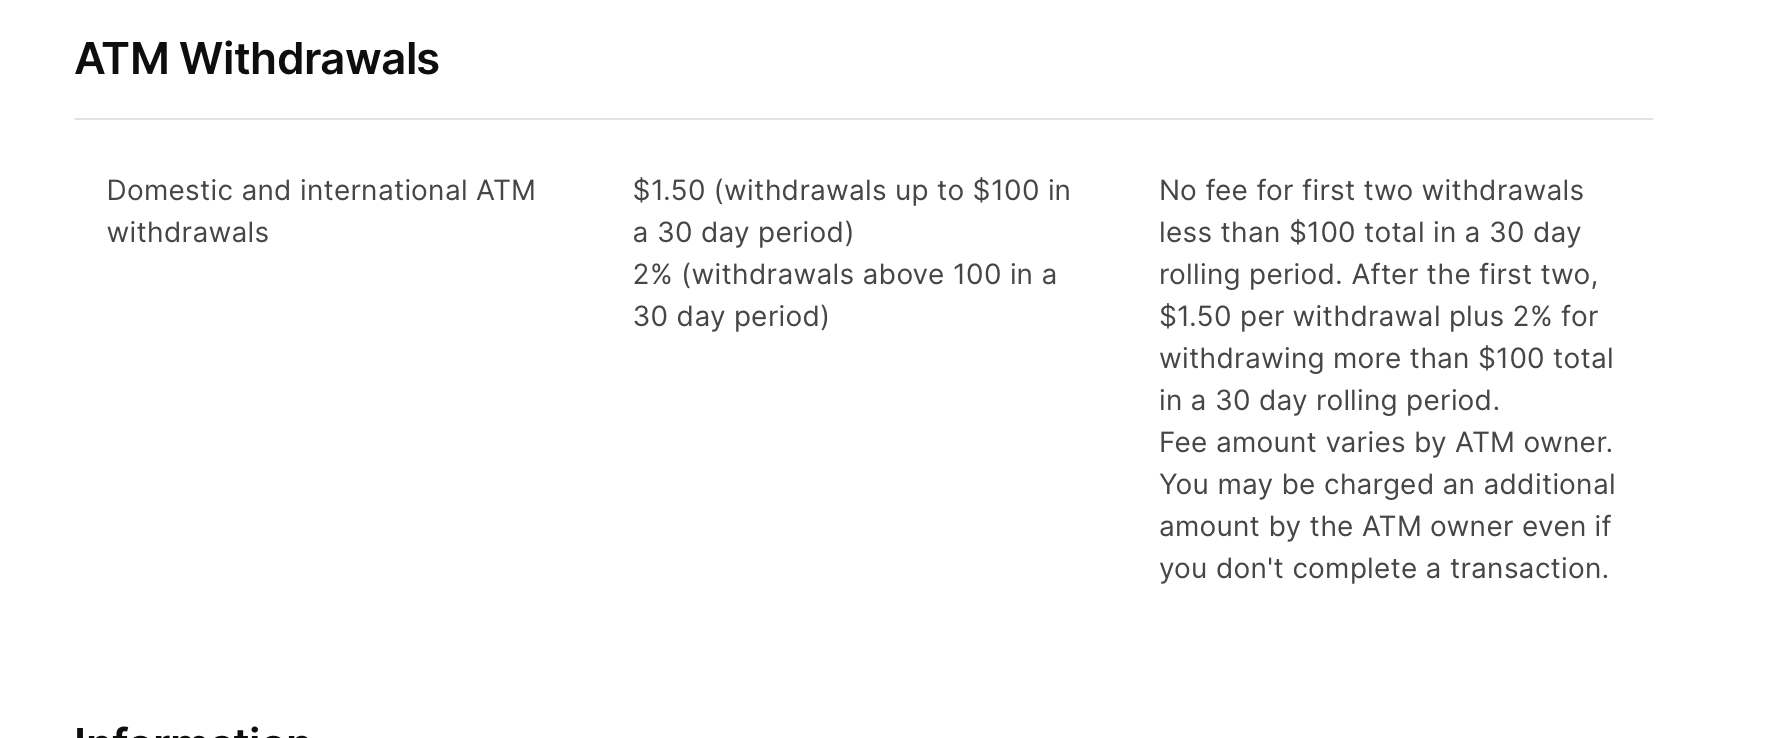 ATM Withdrawals
Domestic and international ATM
withdrawals
$1.50 (withdrawals up to $100 in
a 30 day period)
2% (withdrawals above 100 in a
30 day period)
No fee for first two withdrawals
less than $100 total in a 30 day
rolling period. After the first two,
$1.50 per withdrawal plus 2% for
withdrawing more than $100 total
in a 30 day rolling period.
Fee amount varies by ATM owner.
You may be charged an additional
amount by the ATM owner even if
you don't complete a transaction.
Information